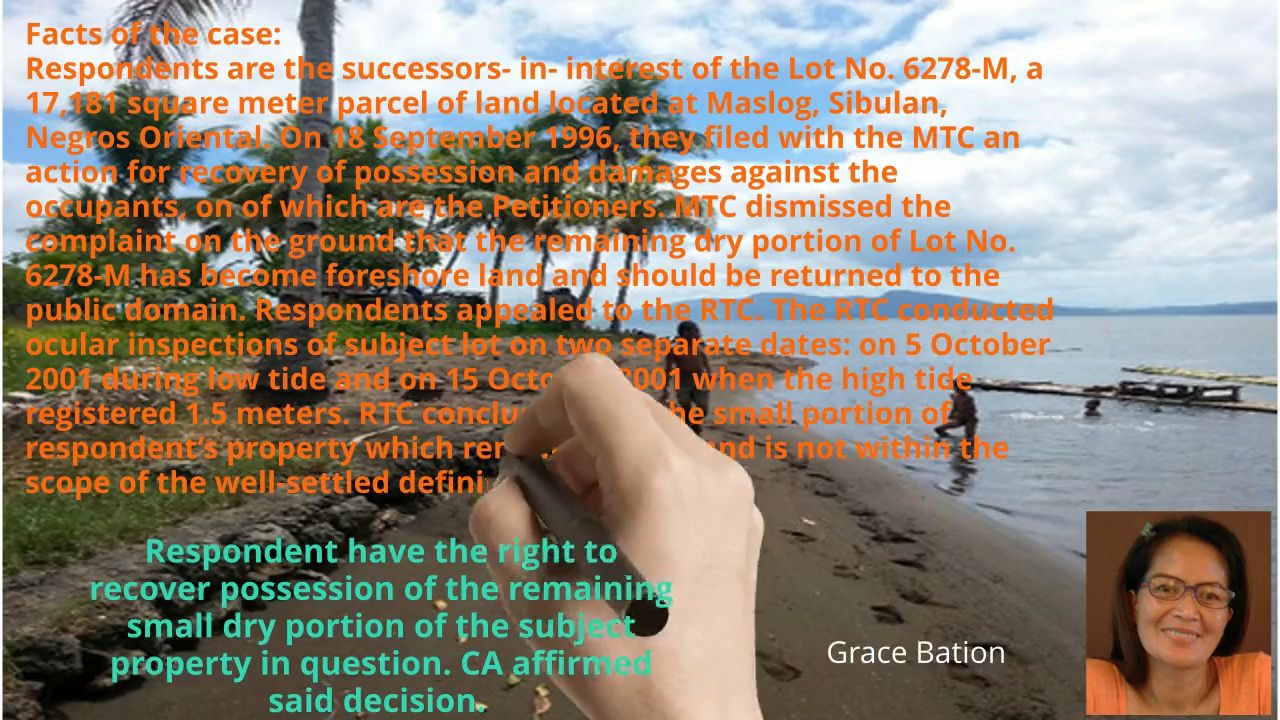 Facts of the case:
Respondents are the successors- in- interest of the Lot No. 6278-M, a
17,181 square meter parcel of land located at Maslog, Sibulan,
Negros Oriental. On 18 September 1996, they filed with the MTC an
action for recovery of possession and damages against the
occupants, on of which are the Petitioners. MTC dismissed the
complaint on the ground that the remaining dry portion of Lot No.
6278-M has become foreshore land and should be returned to the
public domain. Respondents appealed to the RTC. The RTC conducted
ocular inspections of subject lot on two separate dates: on 5 October
2001 during low tide and on 15 2001 when the high tide
registered 1.5 meters. RTC small portion of
respondent's property which is not within the
scope of the well-settled
Respondent have the right to
recover possession of the remaining
small dry portion of the subject
property in question. CA affirmed
said decision.
Grace Bation